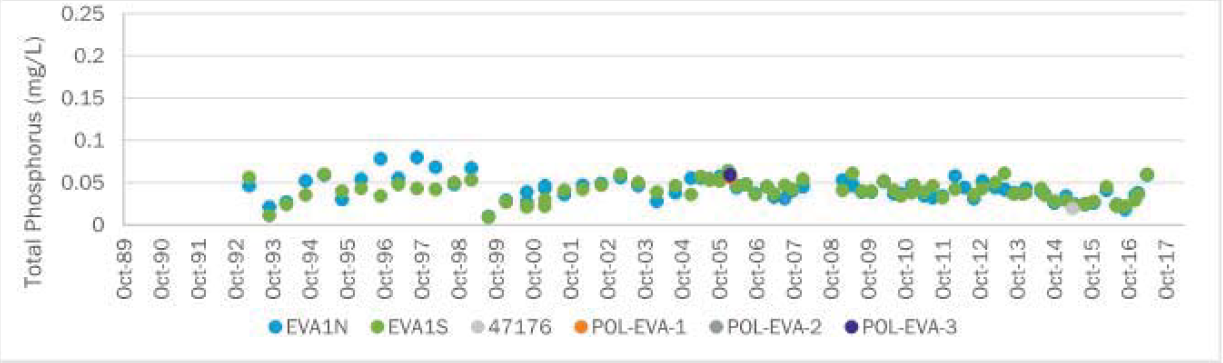 Total Phosphorus (mg/L)
0.25
0.2
0.15
0.1
0.05
0
Oct-89 Oct-90 Oct-91 Oct-92 Oct-93 Oct-94 Oct-95 Oct-96 Oct-97 Oct-98 Oct-99 Oct-00 Oct-01 Oct-02 Oct-03 Oct-04 Oct-05 Oct-06 Oct-07 Oct-08 Oct-09 Oct-10 Oct-11 Oct-12 Oct-13 Oct-14 Oct-15 Oct-16 Oct-17
EVA1N EVA1S 47176 POL-EVA-1 POL-EVA-2 POL-EVA-3